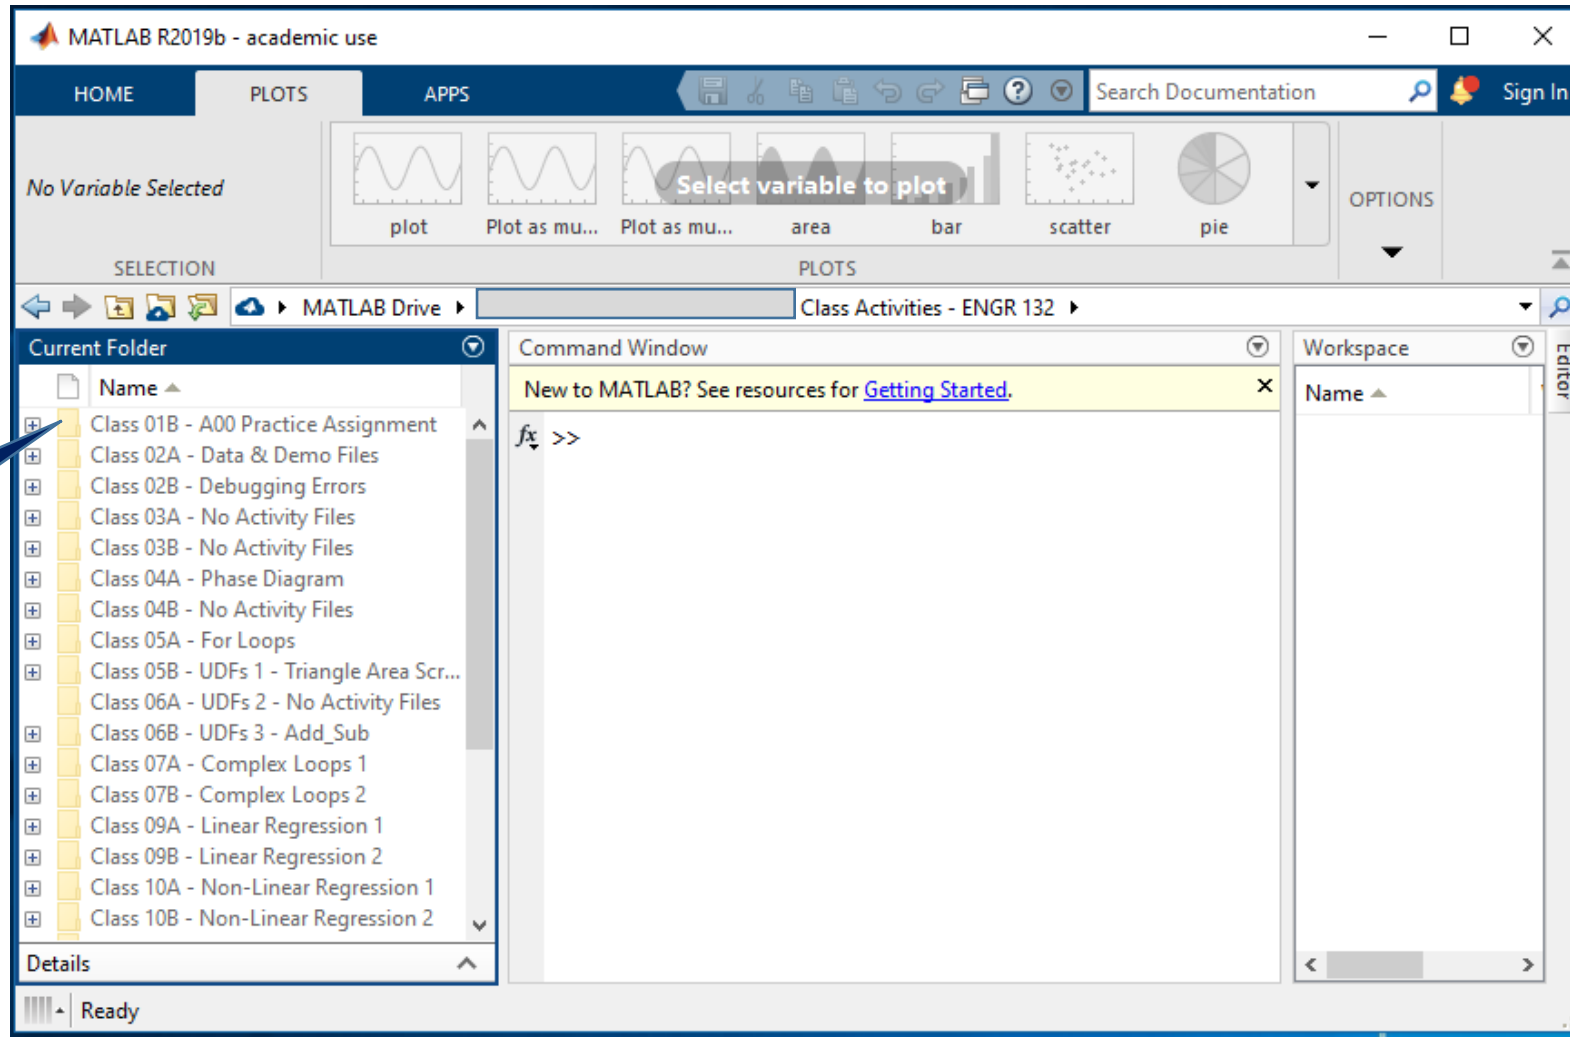 MATLAB R2019b - academic use
HOME PLOTS APPS Search Documentation Sign In
No Variable Selected
Select variable to plot
plot Plot as mu... Plot as mu... area bar scatter pie
OPTIONS
SELECTION PLOTS
MATLAB Drive Class Activities - ENGR 132
Current Folder
Name
Class 01B - A00 Practice Assignment
Class 02A - Data & Demo Files
Class 02B - Debugging Errors
Class 03A - No Activity Files
Class 03B - No Activity Files
Class 04A - Phase Diagram
Class 04B - No Activity Files
Class 05A - For Loops
Class 05B - UDFs 1 - Triangle Area Scr...
Class 06A - UDFs 2 - No Activity Files
Class 06B - UDFs 3 - Add_Sub
Class 07A - Complex Loops 1
Class 07B - Complex Loops 2
Class 09A - Linear Regression 1
Class 09B - Linear Regression 2
Class 10A - Non-Linear Regression 1
Class 10B - Non-Linear Regression 2
Details
Command Window
New to MATLAB? See resources for Getting Started.
fx >>
Workspace
Name
Editor
Ready